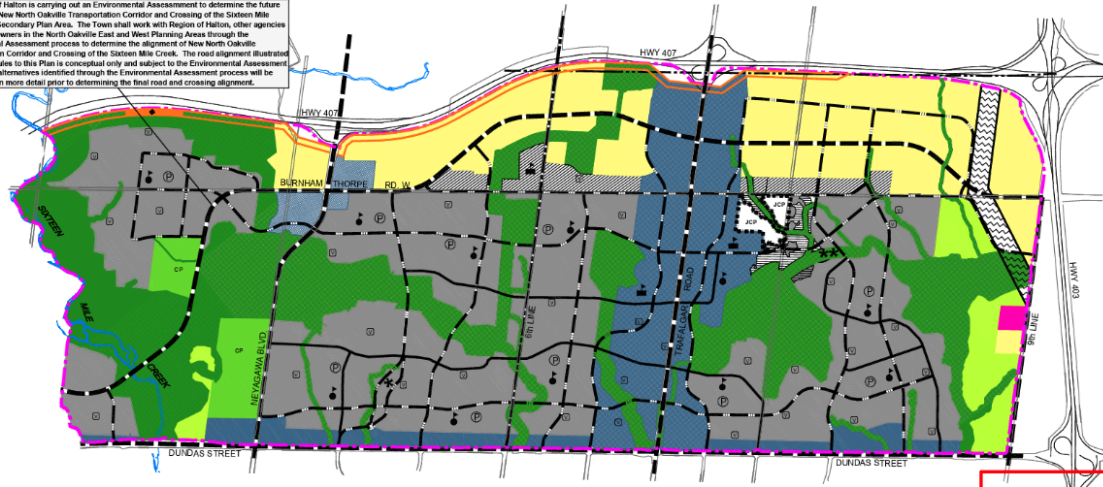 f Halton is carrying out an Environmental Assessment to determine the future
New North Oakville Transportation Corridor and Crossing of the Sixteen Mile
Secondary Plan Area. The Town shall work with Region of Halton, other agencies
owners in the North Oakville East and West Planning Areas through the
al Assessment process to determine the alignment of New North Oakville
n Corridor and Crossing of the Sixteen Mile Creek. The road alignment illustrated
ules to this Plan is conceptual only and subject to the Environmental Assessment
alternatives identified through the Environmental Assessment process will be
n more detail prior to determining the final road and crossing alignment.
HWY 407
HWY 407
BURNHAM THORPE RD. W
JCP
JCP
SIXTEEN
MILE
CREEK
CP
CP
NEYAGAWA BLVD
6th LINE
TRAFALGAR
ROAD
HWY 403
9th LINE
DUNDAS STREET
DUNDAS STREET
P
P
P
P
P
P
P
P
P
P